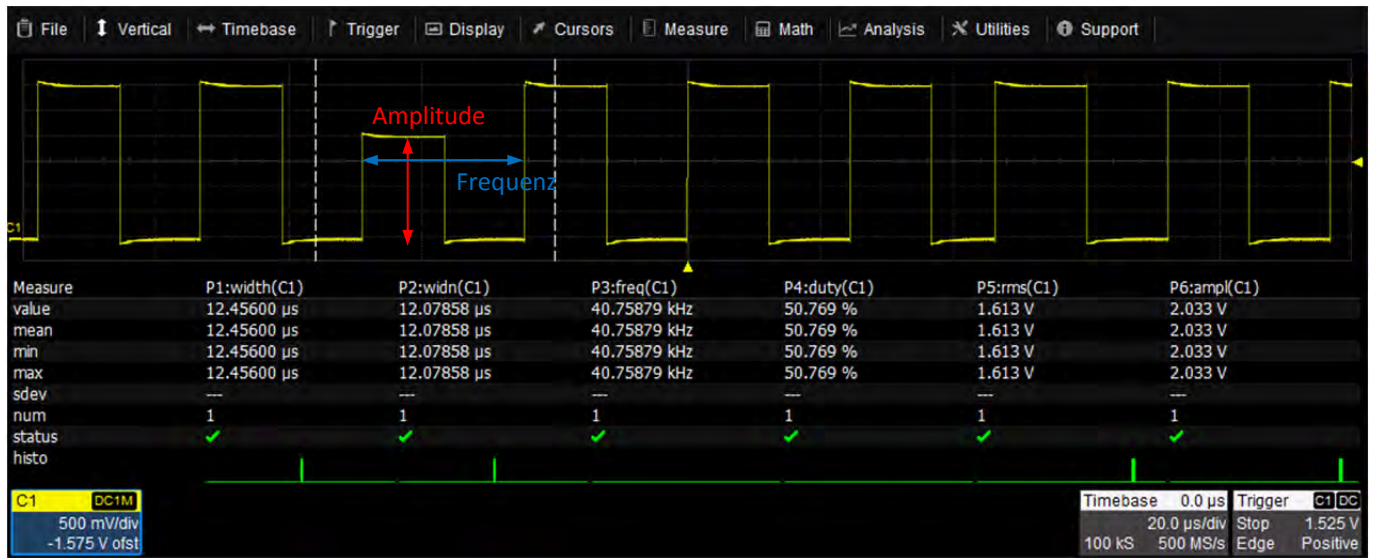 File Vertical Timebase Trigger Display Cursors Measure Math Analysis Utilities Support
Amplitude
Frequenz
C1
Measure P1:width(C1) P2:widn(C1) P3:freq(C1) P4:duty(C1) P5:rms(C1) P6:ampl(C1)
value 12.45600 µs 12.07858 µs 40.75879 kHz 50.769 % 1.613 V 2.033 V
mean 12.45600 µs 12.07858 µs 40.75879 kHz 50.769 % 1.613 V 2.033 V
min 12.45600 µs 12.07858 µs 40.75879 kHz 50.769 % 1.613 V 2.033 V
max 12.45600 µs 12.07858 µs 40.75879 kHz 50.769 % 1.613 V 2.033 V
sdev --- --- --- --- --- ---
num 1 1 1 1 1 1
status
histo
C1 DC1M
500 mV/div
-1.575 V ofst
Timebase 0.0 µs
20.0 µs/div
100 kS 500 MS/s
Trigger C1 DC
Stop 1.525 V
Edge Positive